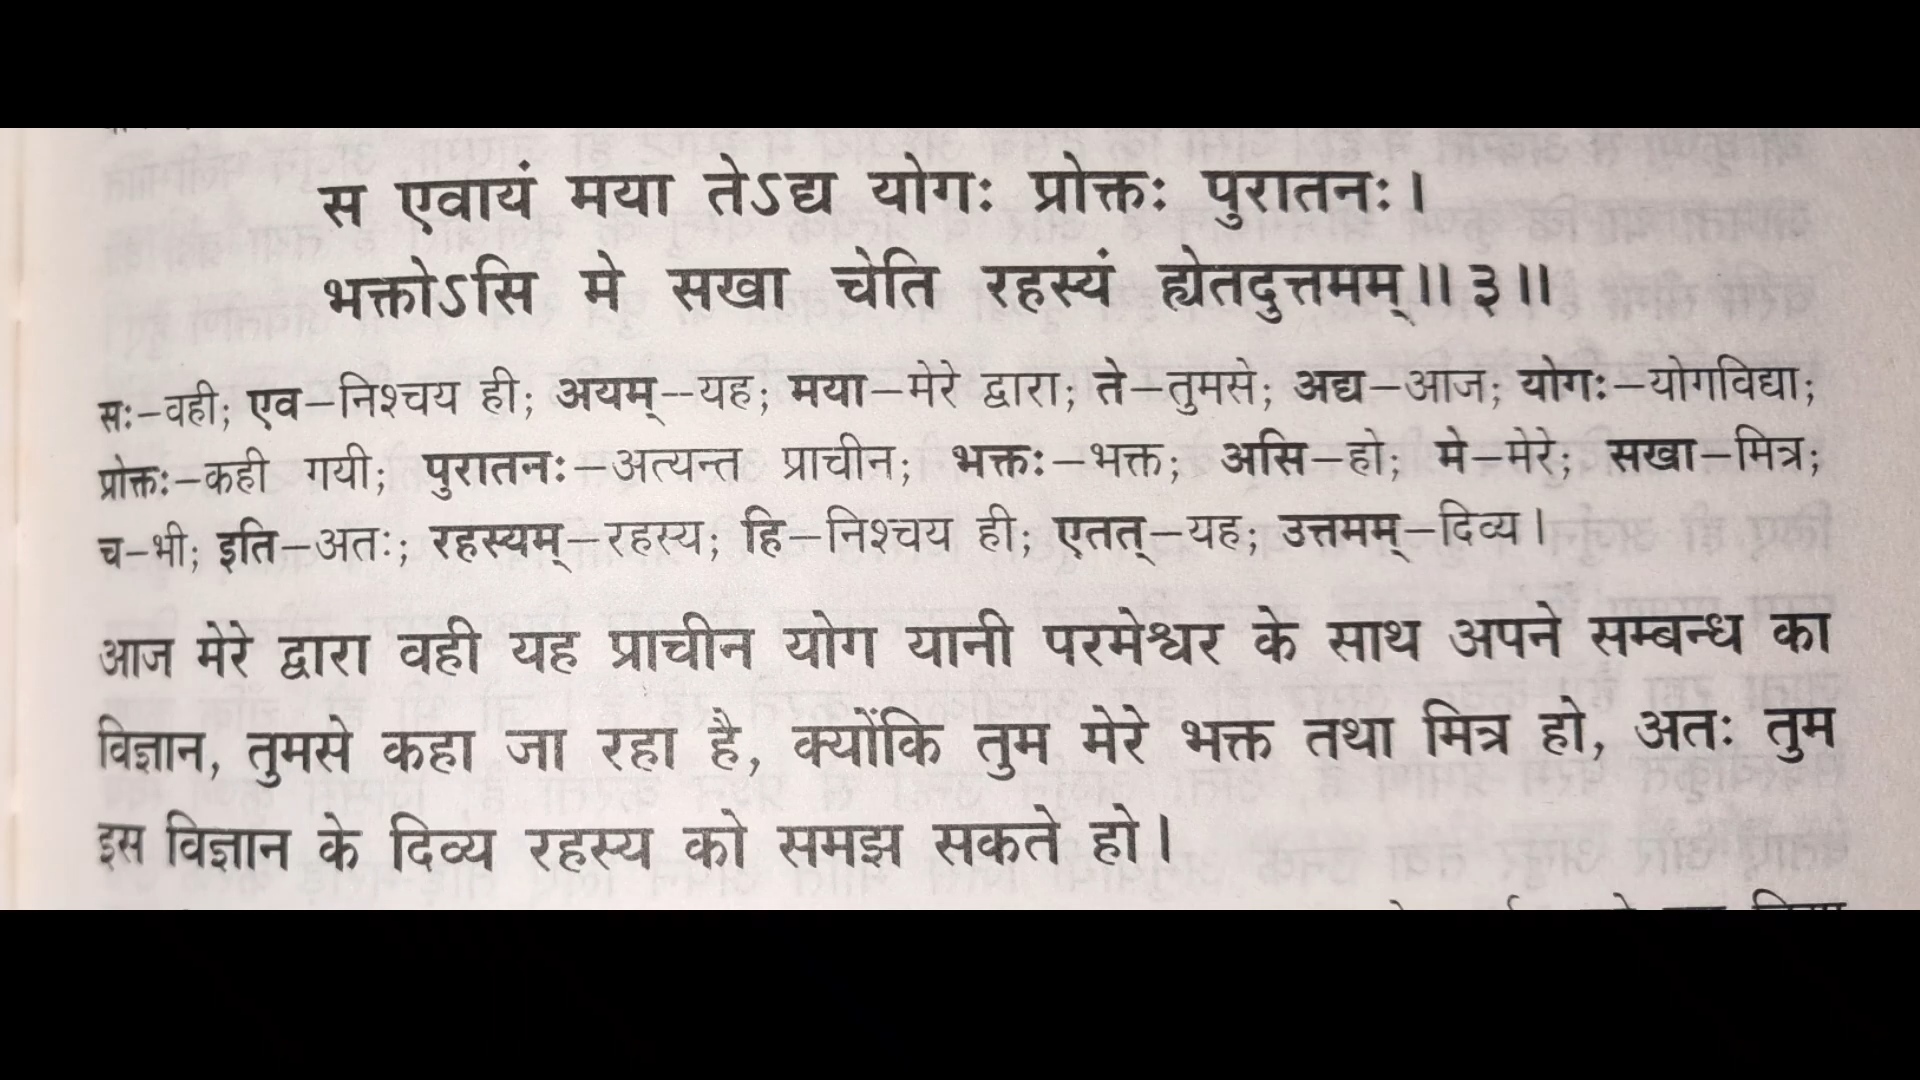 स एवायं मया तेऽद्य योगः प्रोक्तः पुरातनः।
भक्तोऽसि मे सखा चेति रहस्यं ह्येतदुत्तमम्॥ ३॥
सः–वही; एव–निश्चय ही; अयम्--यह; मया–मेरे द्वारा; ते–तुमसे; अद्य–आज; योगः–योगविद्या;
प्रोक्तः–कही गयी; पुरातनः–अत्यन्त प्राचीन; भक्तः–भक्त; असि–हो; मे–मेरे; सखा–मित्र;
च–भी; इति–अतः; रहस्यम्–रहस्य; हि–निश्चय ही; एतत्–यह; उत्तमम्–दिव्य।
आज मेरे द्वारा वही यह प्राचीन योग यानी परमेश्वर के साथ अपने सम्बन्ध का
विज्ञान, तुमसे कहा जा रहा है, क्योंकि तुम मेरे भक्त तथा मित्र हो, अतः तुम
इस विज्ञान के दिव्य रहस्य को समझ सकते हो।